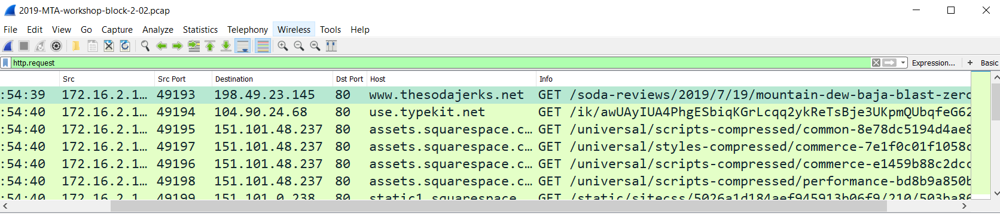 2019-MTA-workshop-block-2-02.pcap
File Edit View Go Capture Analyze Statistics Telephony Wireless Tools Help
http.request Expression... + Basic
Src Src Port Destination Dst Port Host Info
:54:39 172.16.2.1... 49193 198.49.23.145 80 www.thesodajerks.net GET /soda-reviews/2019/7/19/mountain-dew-baja-blast-zero
:54:40 172.16.2.1... 49194 104.90.24.68 80 use.typekit.net GET /ik/awUAyIUA4PhgESbiqKGrLcqq2ykReTsBje3UKpmQUbqfeG62
:54:40 172.16.2.1... 49195 151.101.48.237 80 assets.squarespace.c... GET /universal/scripts-compressed/common-8e78dc5194d4ae8
:54:40 172.16.2.1... 49197 151.101.48.237 80 assets.squarespace.c... GET /universal/styles-compressed/commerce-7e1f0c01f1058c
:54:40 172.16.2.1... 49196 151.101.48.237 80 assets.squarespace.c... GET /universal/scripts-compressed/commerce-e1459b88c2dcc
:54:40 172.16.2.1... 49198 151.101.48.237 80 assets.squarespace.c... GET /universal/scripts-compressed/performance-bd8b9a850b
:54:40 172.16.2.1 49199 151.101.0.238 80 static1.squarespace GET /static/sitecss/5026a1d184aef945913b06f9/210/503ba86